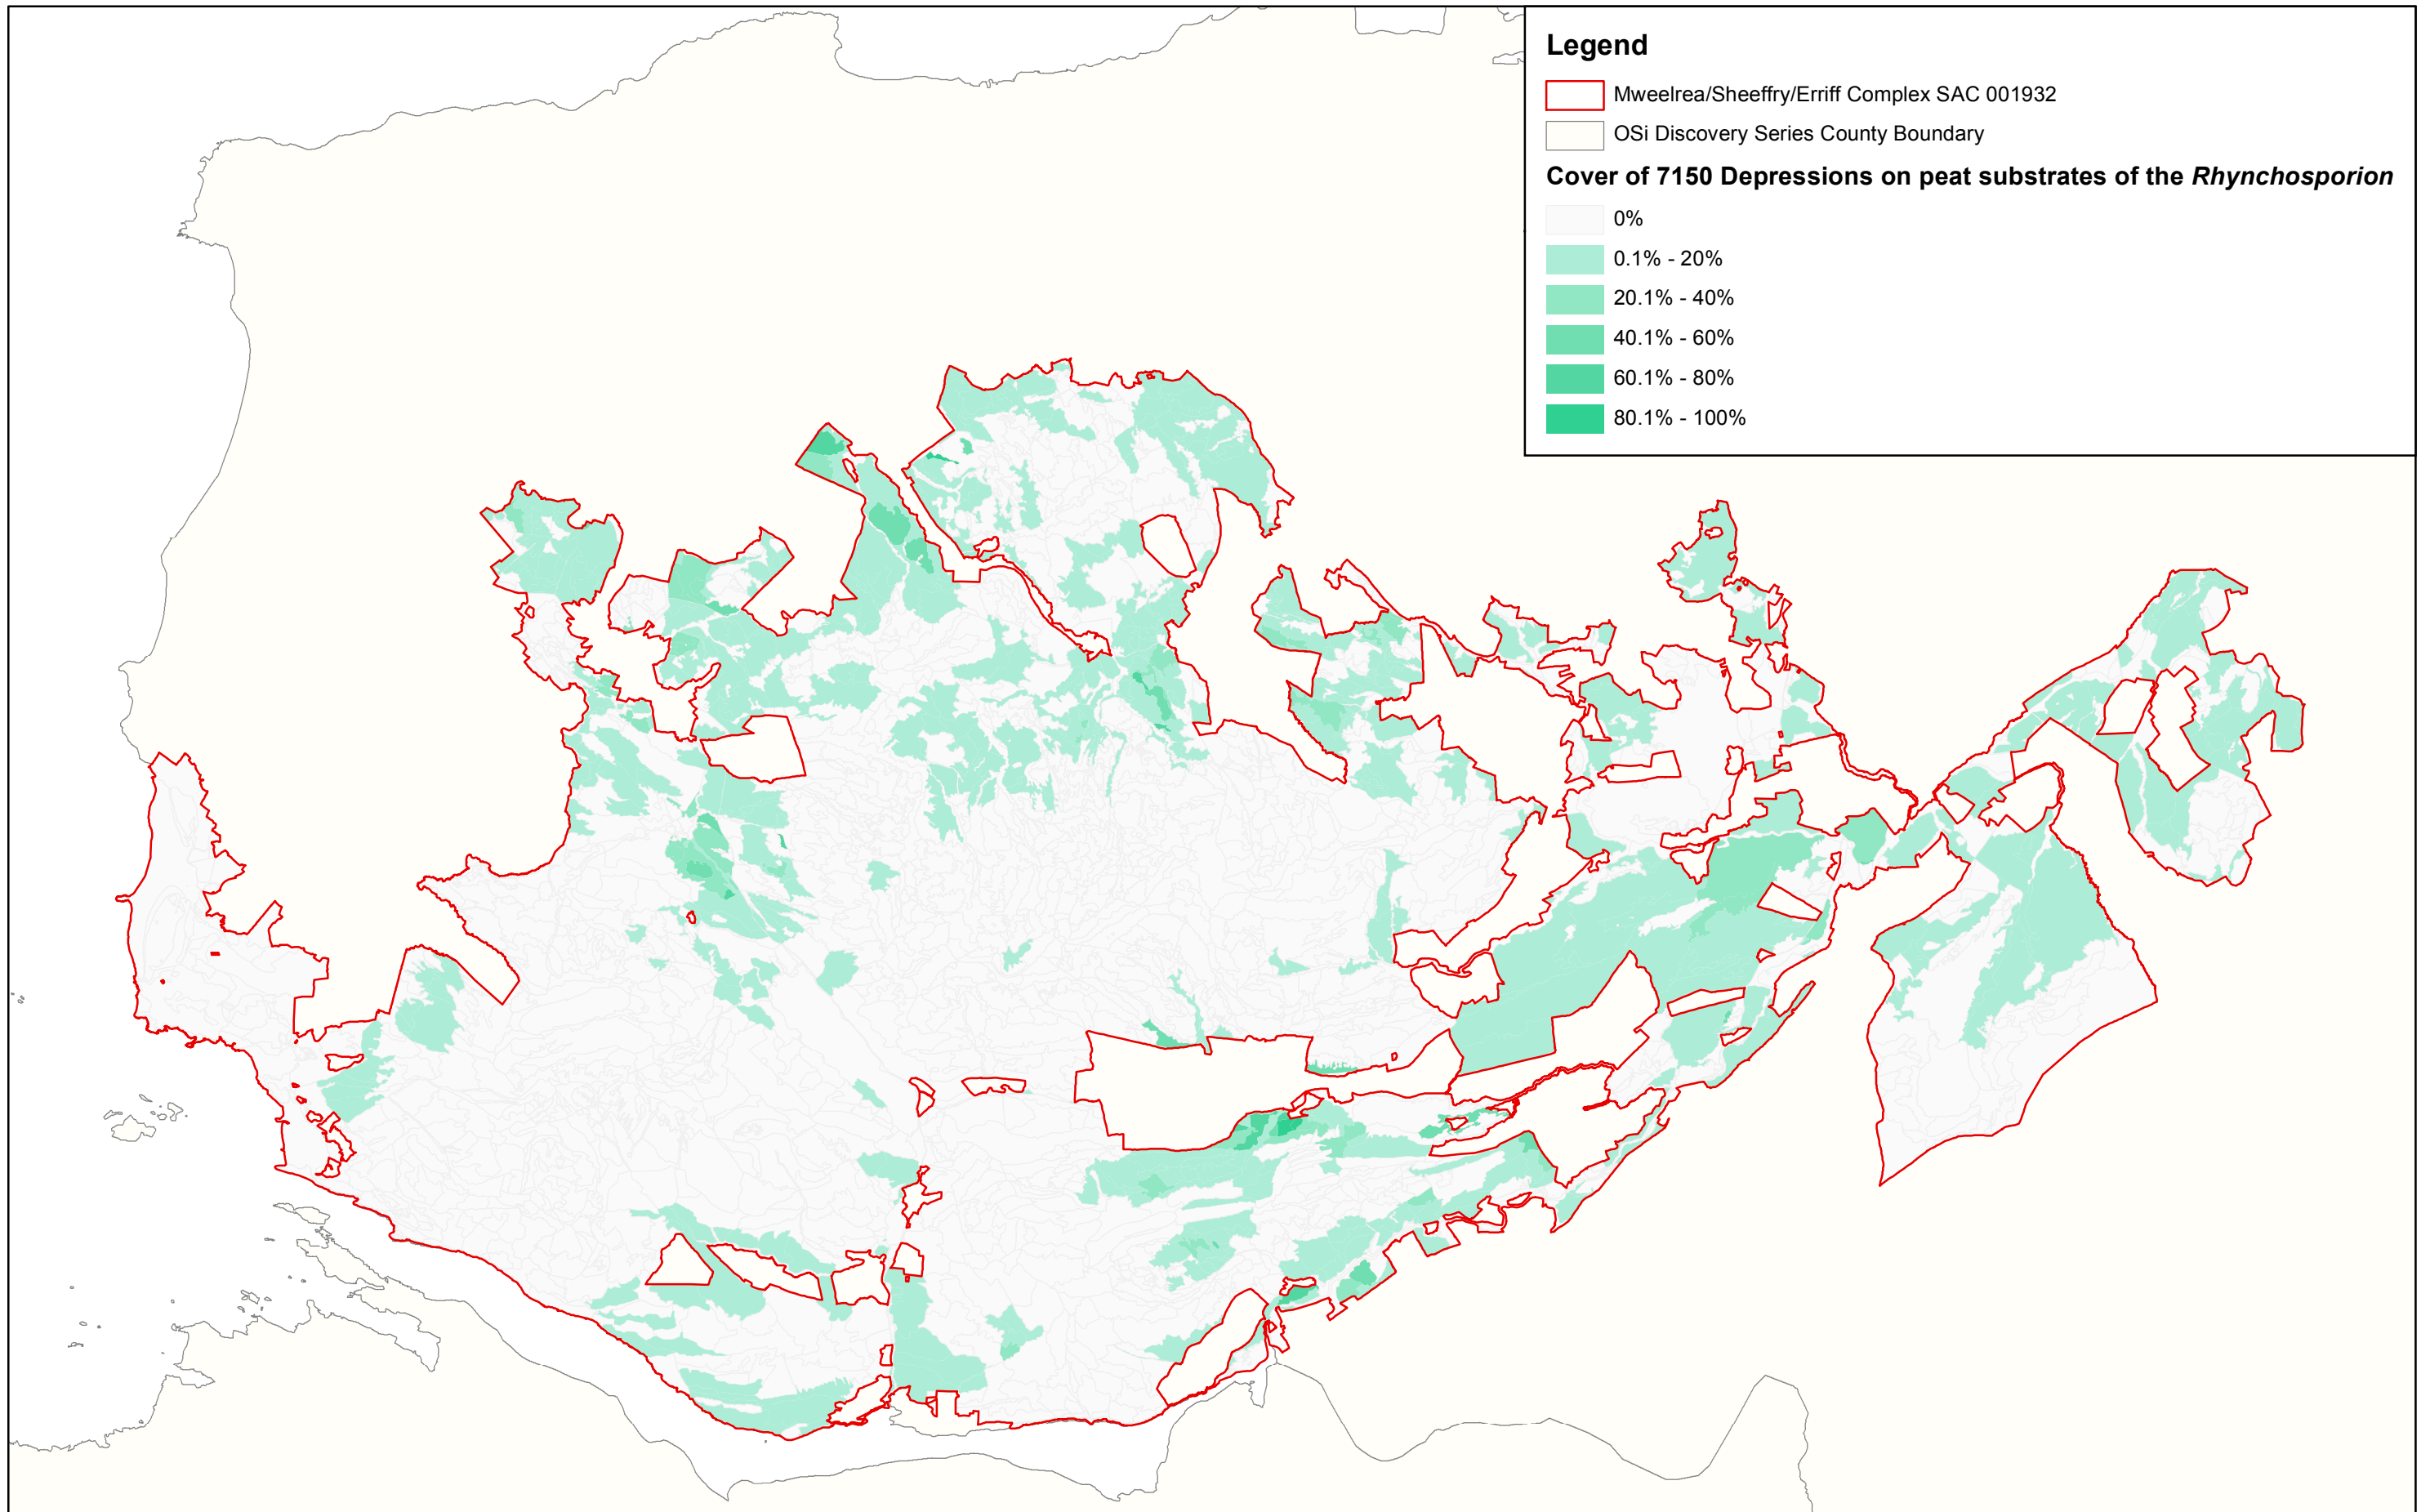 Legend
Mweelrea/Sheeffry/Erriff Complex SAC 001932
OSi Discovery Series County Boundary
Cover of 7150 Depressions on peat substrates of the Rhynchosporion
0%
0.1% - 20%
20.1% - 40%
40.1% - 60%
60.1% - 80%
80.1% - 100%